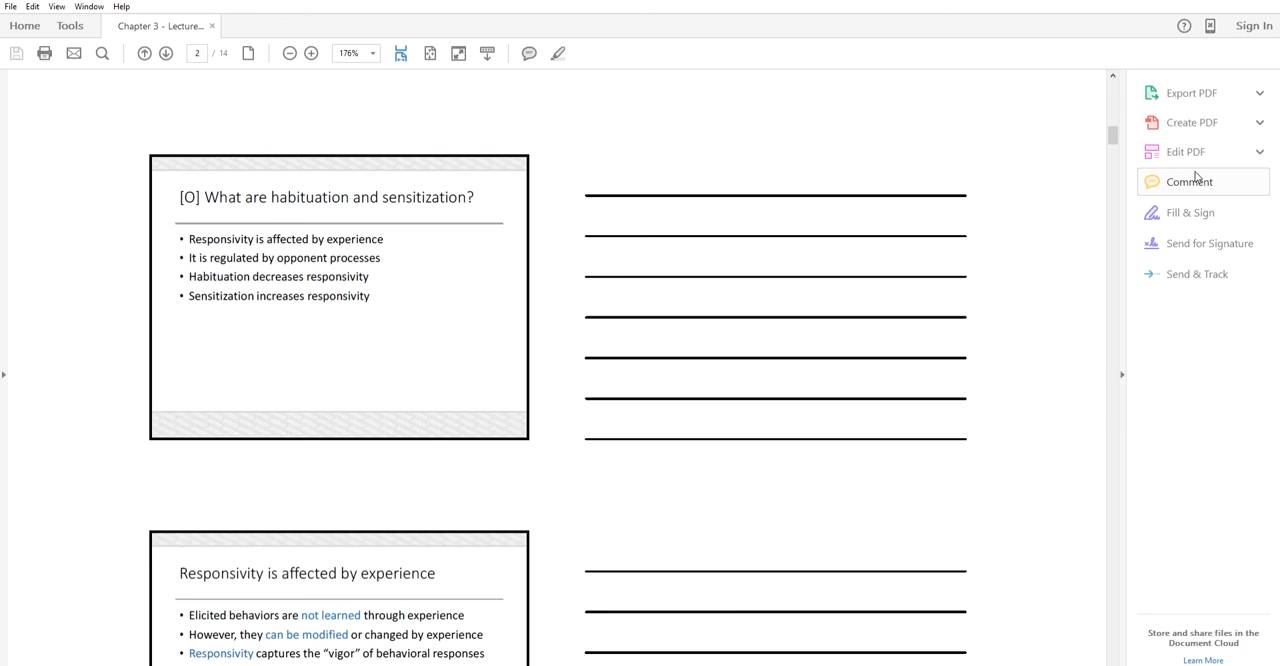 File Edit View Window Help
Home Tools Chapter 3 - Lecture... × Sign In
2 / 14 176%
[O] What are habituation and sensitization?
• Responsivity is affected by experience
• It is regulated by opponent processes
• Habituation decreases responsivity
• Sensitization increases responsivity
Responsivity is affected by experience
• Elicited behaviors are not learned through experience
• However, they can be modified or changed by experience
• Responsivity captures the “vigor” of behavioral responses
Export PDF
Create PDF
Edit PDF
Comment
Fill & Sign
Send for Signature
Send & Track
Store and share files in the
Document Cloud
Learn More